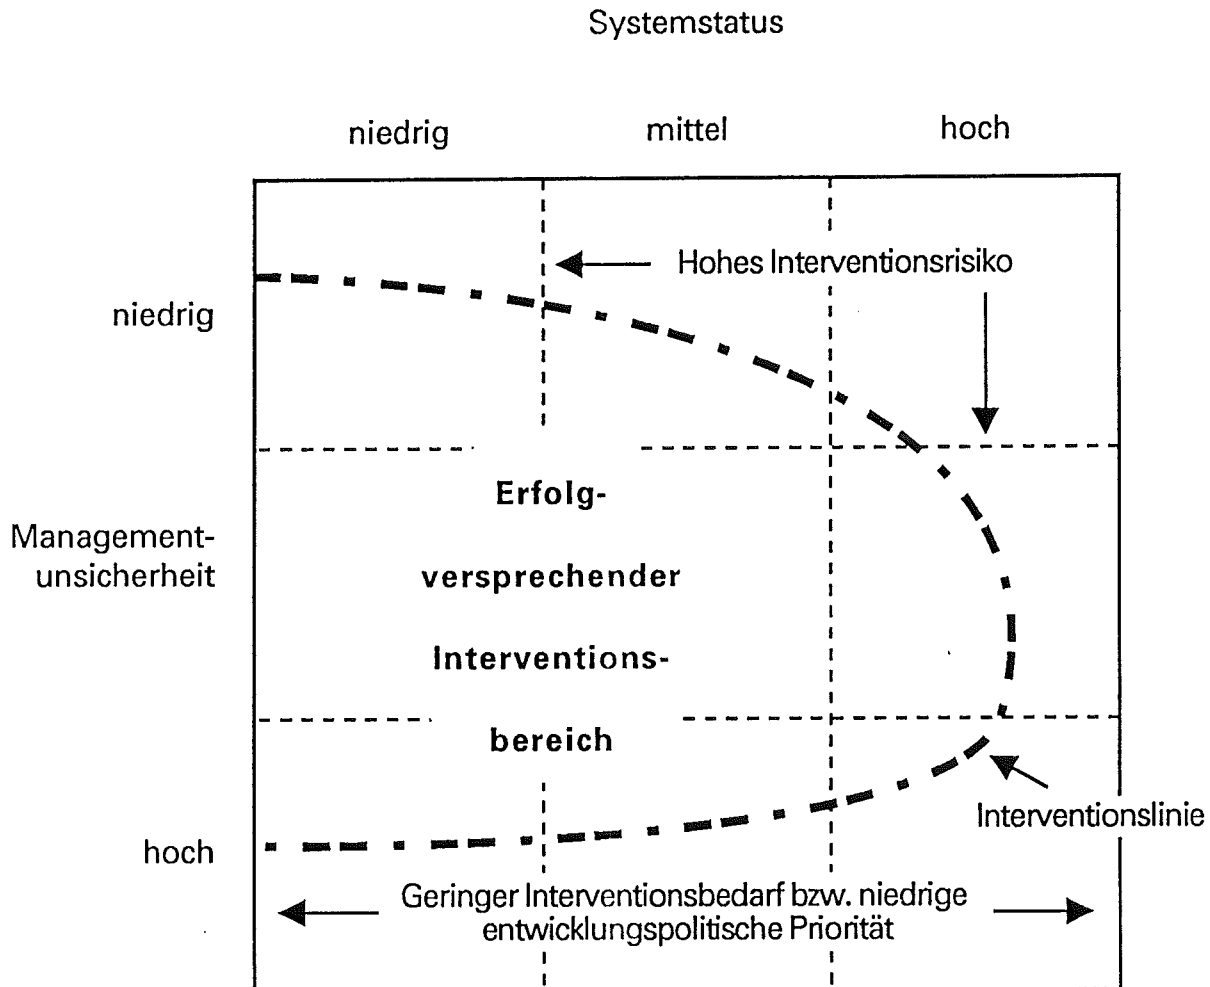 Systemstatus
niedrig mittel hoch
Hohes Interventionsrisiko
niedrig
Erfolg-
Management-
unsicherheit
versprechender
Interventions-
bereich
Interventionslinie
hoch
Geringer Interventionsbedarf bzw. niedrige
entwicklungspolitische Priorität